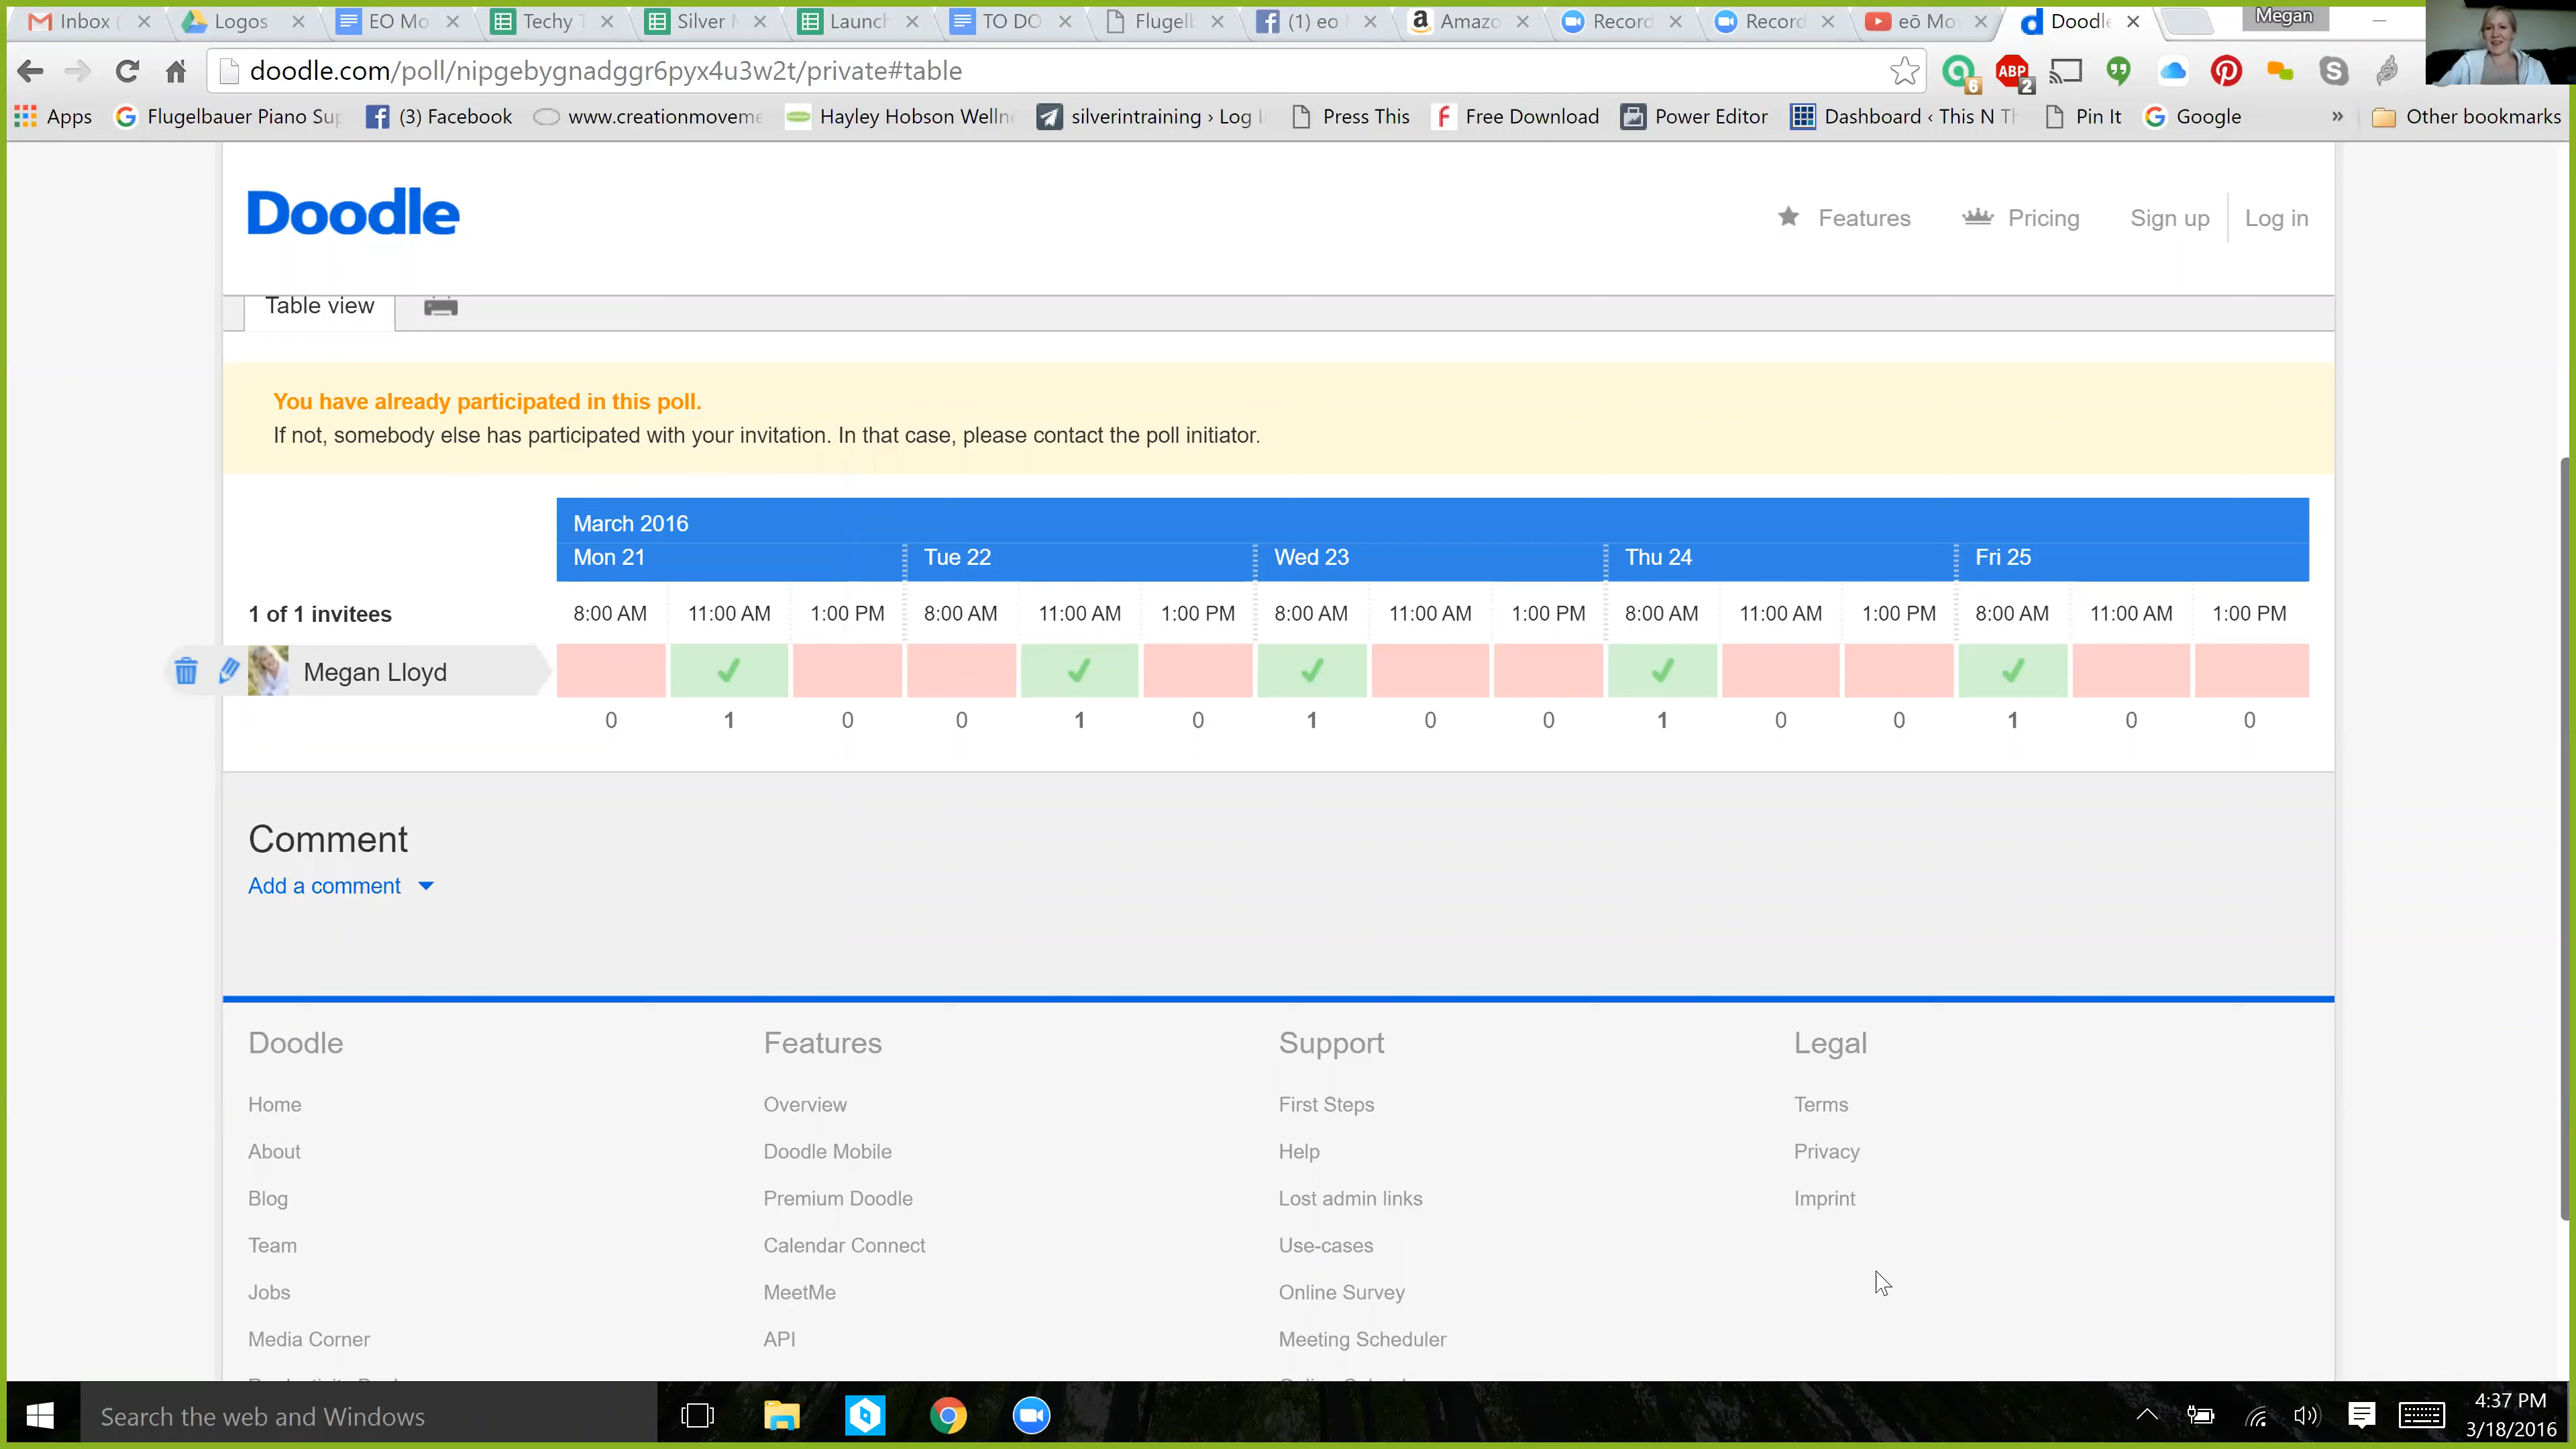 Inbox (
Logos
EO Mo
Techy T
Silver M
Launch
TO DO
Flugelb
(1) eo
Amazo
Record
Record
eō Mo
Doodle
Megan
doodle.com/poll/nipgebygnadggr6pyx4u3w2t/private#table
6
ABP
2
Apps
Flugelbauer Piano Sup
(3) Facebook
www.creationmoveme
Hayley Hobson Welln
silverintraining › Log I
Press This
Free Download
Power Editor
Dashboard ‹ This N Th
Pin It
Google
»
Other bookmarks
Doodle
Features
Pricing
Sign up
Log in
Table view
You have already participated in this poll.
If not, somebody else has participated with your invitation. In that case, please contact the poll initiator.
March 2016
Mon 21 Tue 22 Wed 23 Thu 24 Fri 25
1 of 1 invitees 8:00 AM 11:00 AM 1:00 PM 8:00 AM 11:00 AM 1:00 PM 8:00 AM 11:00 AM 1:00 PM 8:00 AM 11:00 AM 1:00 PM 8:00 AM 11:00 AM 1:00 PM
Megan Lloyd
0 1 0 0 1 0 1 0 0 1 0 0 1 0 0
Comment
Add a comment
Doodle
Home
About
Blog
Team
Jobs
Media Corner
Features
Overview
Doodle Mobile
Premium Doodle
Calendar Connect
MeetMe
API
Support
First Steps
Help
Lost admin links
Use-cases
Online Survey
Meeting Scheduler
Legal
Terms
Privacy
Imprint
Search the web and Windows
4:37 PM
3/18/2016